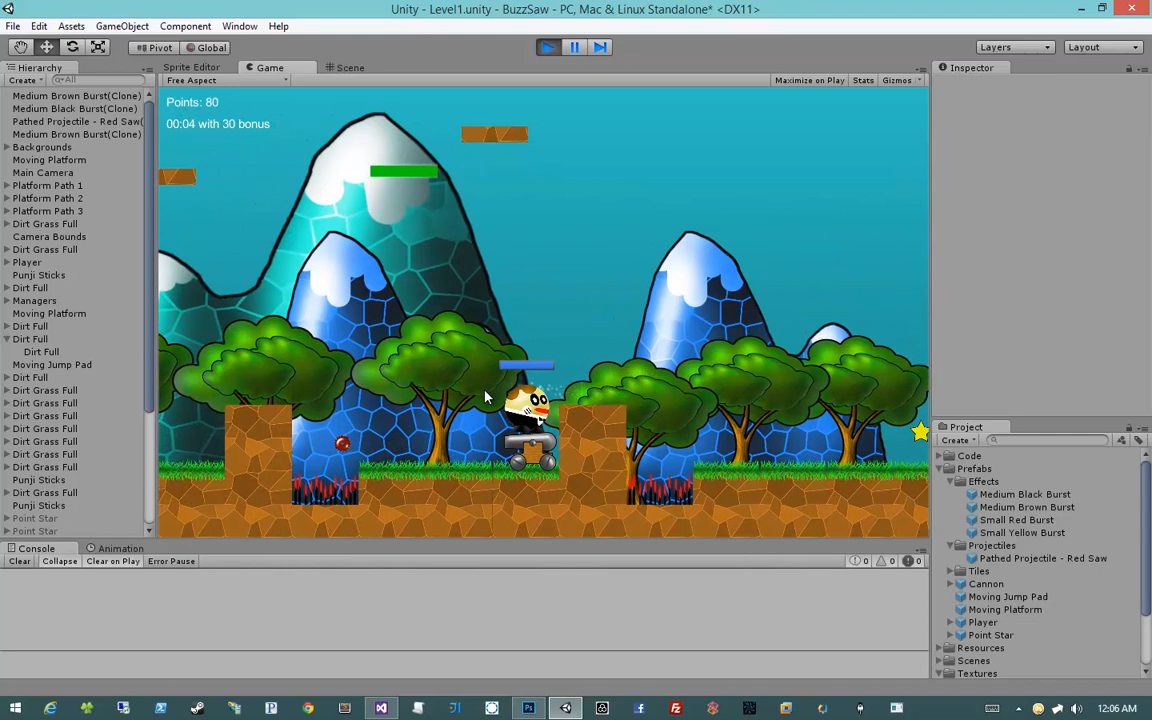 Unity - Level1.unity - BuzzSaw - PC, Mac & Linux Standalone* <DX11>
File Edit Assets GameObject Component Window Help
Pivot Global
Layers Layout
Hierarchy
Create All
Medium Brown Burst(Clone)
Medium Black Burst(Clone)
Pathed Projectile - Red Saw(
Medium Brown Burst(Clone)
Backgrounds
Moving Platform
Main Camera
Platform Path 1
Platform Path 2
Platform Path 3
Dirt Grass Full
Camera Bounds
Dirt Grass Full
Player
Punji Sticks
Dirt Full
Managers
Moving Platform
Dirt Full
Dirt Full
Dirt Full
Moving Jump Pad
Dirt Full
Dirt Grass Full
Dirt Grass Full
Dirt Grass Full
Dirt Grass Full
Dirt Grass Full
Dirt Grass Full
Dirt Grass Full
Punji Sticks
Dirt Grass Full
Punji Sticks
Point Star
Point Star
Sprite Editor Game Scene
Free Aspect Maximize on Play Stats Gizmos
Points: 80
00:04 with 30 bonus
Inspector
Project
Create
Code
Prefabs
Effects
Medium Black Burst
Medium Brown Burst
Small Red Burst
Small Yellow Burst
Projectiles
Pathed Projectile - Red Saw
Tiles
Cannon
Moving Jump Pad
Moving Platform
Player
Point Star
Resources
Scenes
Textures
Console Animation
Clear Collapse Clear on Play Error Pause 0 0 0
12:06 AM